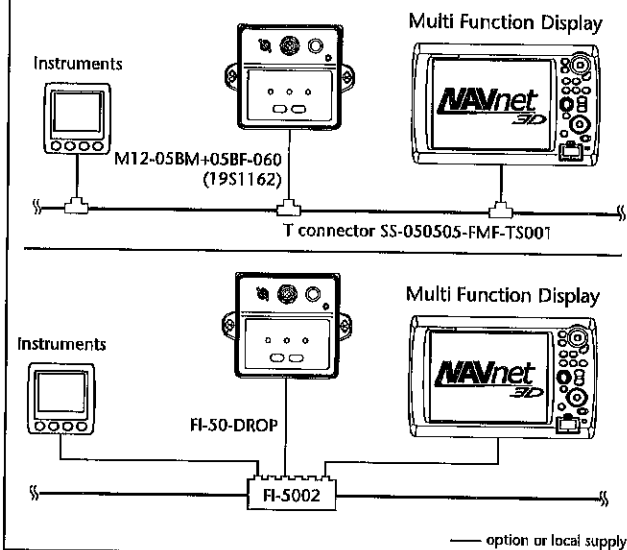 Multi Function Display
Instruments
NAVnet
3D
M12-05BM+05BF-060
(19S1162)
T connector SS-050505-FMF-TS001
Multi Function Display
Instruments
NAVnet
3D
FI-50-DROP
FI-5002
option or local supply